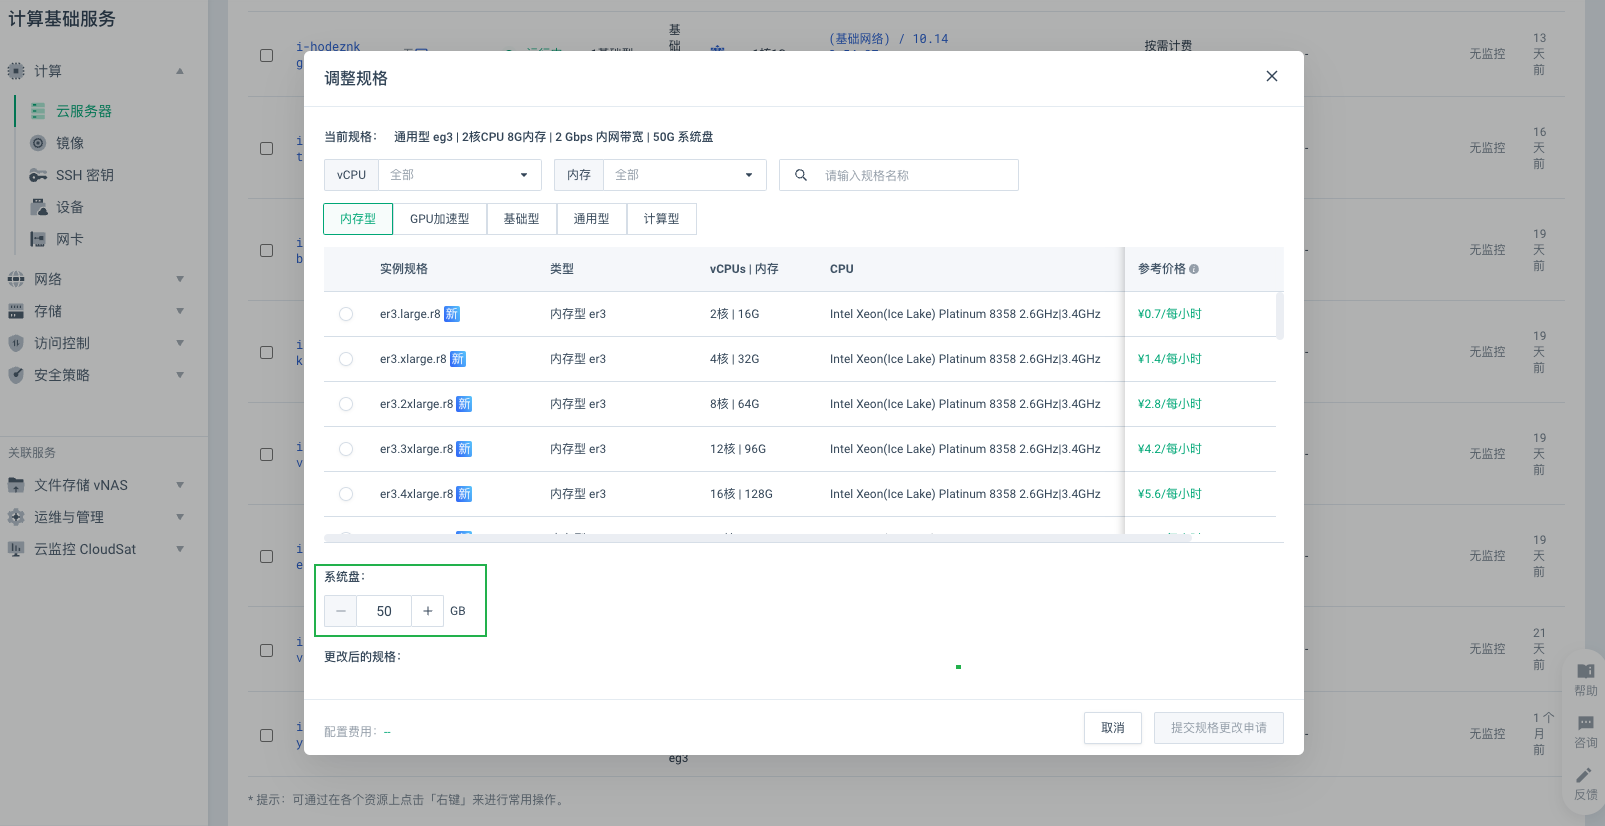 计算基础服务
计算
云服务器
镜像
SSH 密钥
设备
网卡
网络
存储
访问控制
安全策略
关联服务
文件存储 vNAS
运维与管理
云监控 CloudSat
i-hodeznk
基
础
(基础网络) / 10.14
按需计费
无监控
13
天
前
调整规格
当前规格: 通用型 eg3 | 2核CPU 8G内存 | 2 Gbps 内网带宽 | 50G 系统盘
vCPU 全部 内存 全部 请输入规格名称
内存型 GPU加速型 基础型 通用型 计算型
实例规格 类型 vCPUs | 内存 CPU 参考价格
er3.large.r8 新 内存型 er3 2核 | 16G Intel Xeon(Ice Lake) Platinum 8358 2.6GHz|3.4GHz ¥0.7/每小时
er3.xlarge.r8 新 内存型 er3 4核 | 32G Intel Xeon(Ice Lake) Platinum 8358 2.6GHz|3.4GHz ¥1.4/每小时
er3.2xlarge.r8 新 内存型 er3 8核 | 64G Intel Xeon(Ice Lake) Platinum 8358 2.6GHz|3.4GHz ¥2.8/每小时
er3.3xlarge.r8 新 内存型 er3 12核 | 96G Intel Xeon(Ice Lake) Platinum 8358 2.6GHz|3.4GHz ¥4.2/每小时
er3.4xlarge.r8 新 内存型 er3 16核 | 128G Intel Xeon(Ice Lake) Platinum 8358 2.6GHz|3.4GHz ¥5.6/每小时
系统盘:
− 50 + GB
更改后的规格:
配置费用: –
取消 提交规格更改申请
eg3
无监控
16
天
前
无监控
19
天
前
无监控
19
天
前
无监控
19
天
前
无监控
19
天
前
无监控
21
天
前
无监控
1 个
月
前
帮助
咨询
反馈
* 提示: 可通过在各个资源上点击「右键」来进行常用操作。